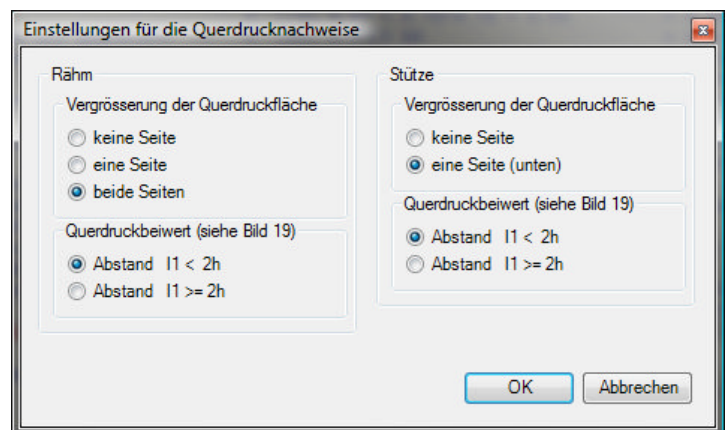 Einstellungen für die Querdrucknachweise
Rähm
Vergrösserung der Querdruckfläche
keine Seite
eine Seite
beide Seiten
Querdruckbeiwert (siehe Bild 19)
Abstand l1 < 2h
Abstand l1 >= 2h
Stütze
Vergrösserung der Querdruckfläche
keine Seite
eine Seite (unten)
Querdruckbeiwert (siehe Bild 19)
Abstand l1 < 2h
Abstand l1 >= 2h
OK
Abbrechen